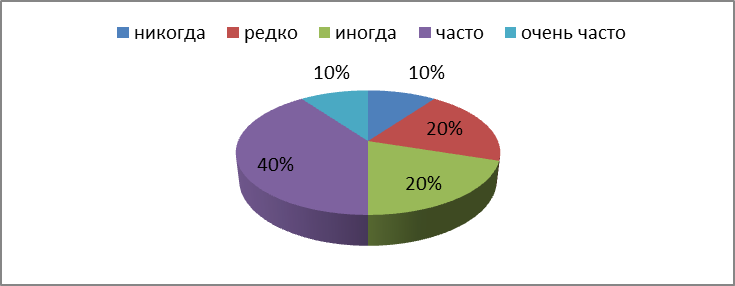 никогда редко иногда часто очень часто
10% 10%
20%
40%
20%